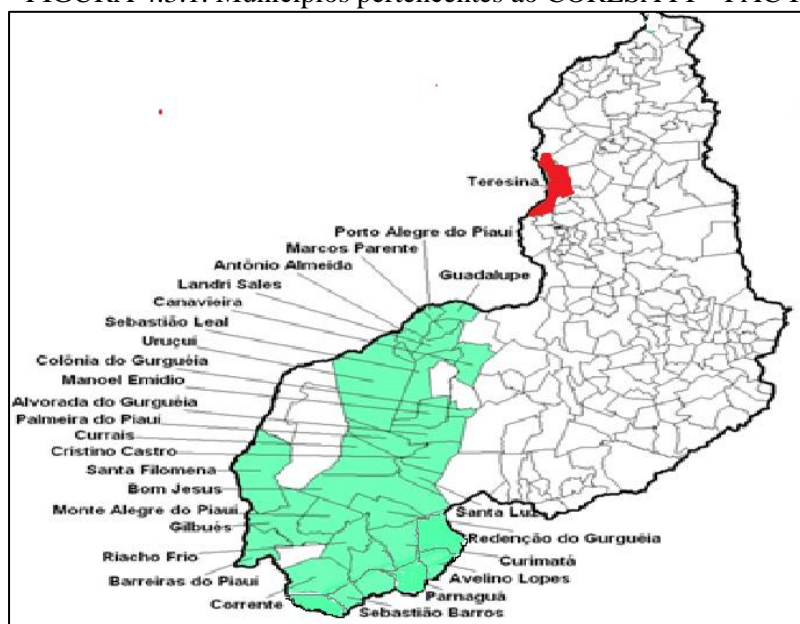 Teresina
Porto Alegre do Piauí
Marcos Parente
Antônio Almeida
Guadalupe
Landri Sales
Canavieira
Sebastião Leal
Uruçuí
Colônia do Gurguéia
Manoel Emídio
Alvorada do Gurguéia
Palmeira do Piauí
Currais
Cristino Castro
Santa Filomena
Bom Jesus
Monte Alegre do Piauí
Santa Luz
Gilbués
Redenção do Gurguéia
Riacho Frio
Curimatá
Barreiras do Piauí
Avelino Lopes
Parnaguá
Corrente
Sebastião Barros